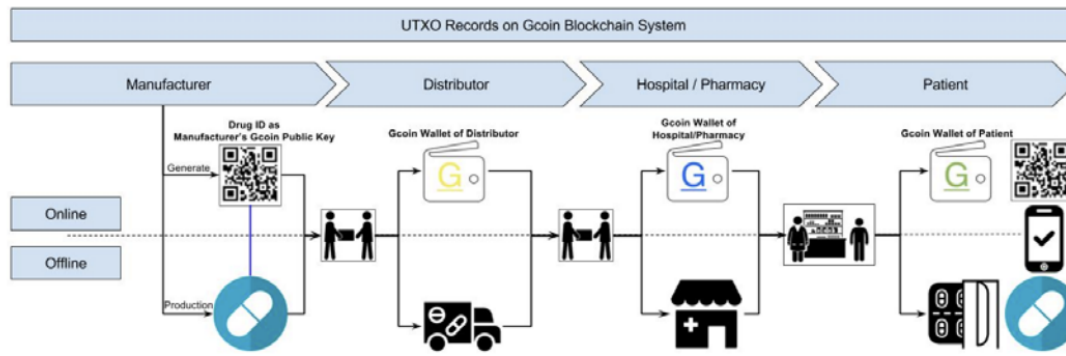 UTXO Records on Gcoin Blockchain System
Manufacturer
Distributor
Hospital / Pharmacy
Patient
Drug ID as
Manufacturer's Gcoin Public Key
Gcoin Wallet of Distributor
Gcoin Wallet of
Hospital/Pharmacy
Gcoin Wallet of Patient
Generate
G
G
G
Online
Offline
Production